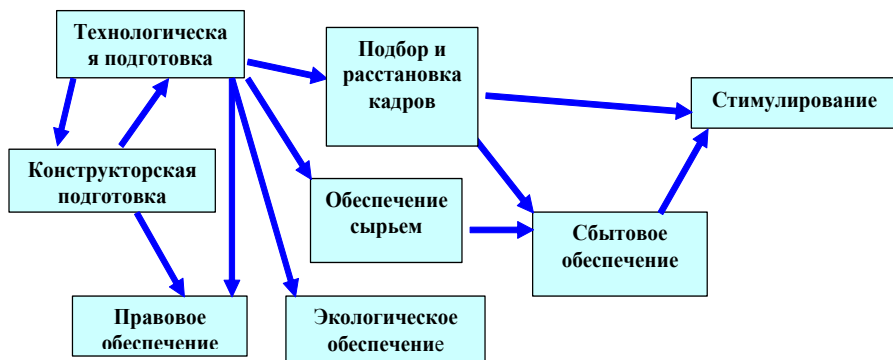 Технологическа
я подготовка
Подбор и
расстановка
кадров
Стимулирование
Конструкторская
подготовка
Обеспечение
сырьем
Сбытовое
обеспечение
Правовое
обеспечение
Экологическое
обеспечение